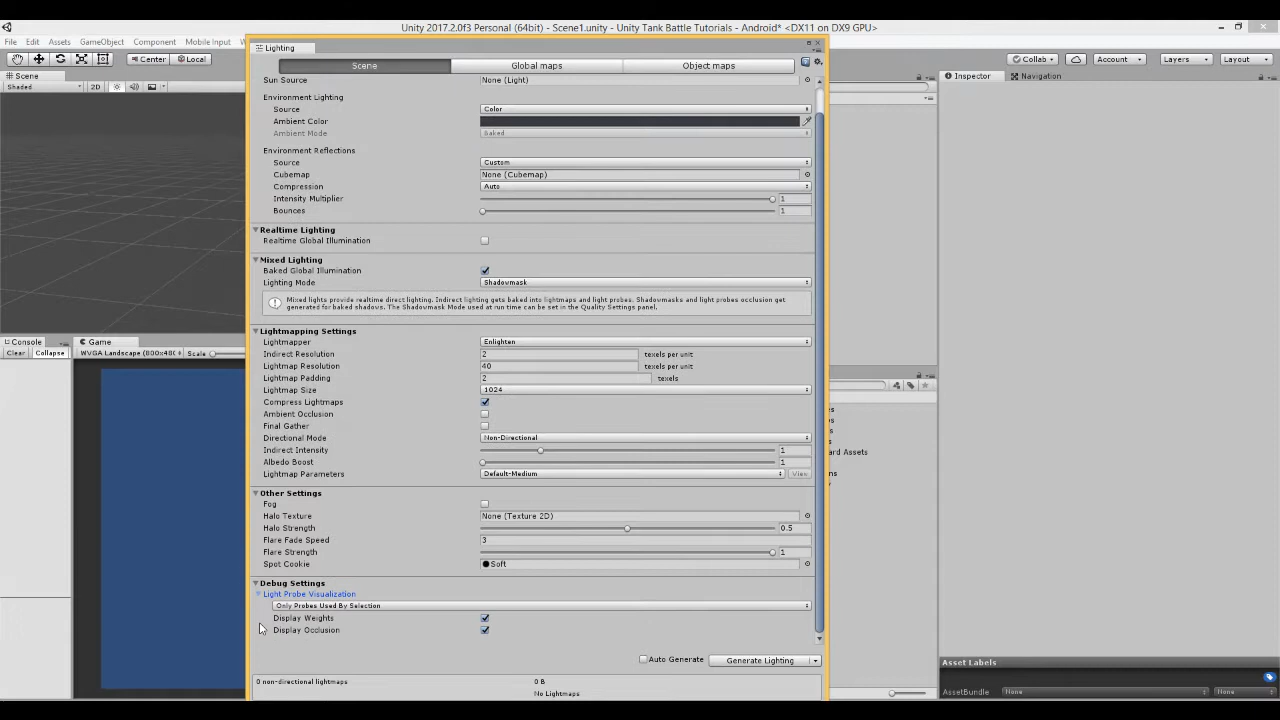 Unity 2017.2.0f3 Personal (64bit) - Scene1.unity - Unity Tank Battle Tutorials - Android* <DX11 on DX9 GPU>
File Edit Assets GameObject Component Mobile Input
Center Local Collab Account Layers Layout
Scene
Shaded 2D
Lighting
Scene Global maps Object maps
Inspector Navigation
Sun Source None (Light)
Environment Lighting
Source Color
Ambient Color
Ambient Mode Baked
Environment Reflections
Source Custom
Cubemap None (Cubemap)
Compression Auto
Intensity Multiplier 1
Bounces 1
Realtime Lighting
Realtime Global Illumination
Mixed Lighting
Baked Global Illumination
Lighting Mode Shadowmask
Mixed lights provide realtime direct lighting. Indirect lighting gets baked into lightmaps and light probes. Shadowmasks and light probes occlusion get
generated for baked shadows. The Shadowmask Mode used at run time can be set in the Quality Settings panel.
Console Game
Clear Collapse WVGA Landscape (800x480) Scale
Lightmapping Settings
Lightmapper Enlighten
Indirect Resolution 2 texels per unit
Lightmap Resolution 40 texels per unit
Lightmap Padding 2 texels
Lightmap Size 1024
Compress Lightmaps
Ambient Occlusion
Final Gather
Directional Mode Non-Directional
Indirect Intensity 1
Albedo Boost 1
Lightmap Parameters Default-Medium View
ard Assets
Other Settings
Fog
Halo Texture None (Texture 2D)
Halo Strength 0.5
Flare Fade Speed 3
Flare Strength 1
Spot Cookie Soft
Debug Settings
Light Probe Visualization
Only Probes Used By Selection
Display Weights
Display Occlusion
Auto Generate Generate Lighting
0 non-directional lightmaps 0 B
No Lightmaps
Asset Labels
AssetBundle None None